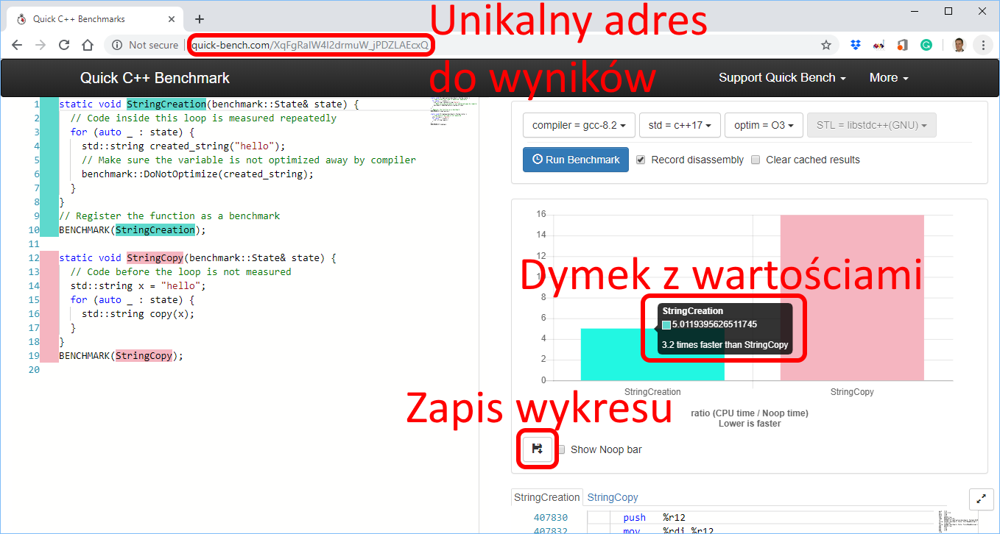 Quick C++ Benchmarks
Unikalny adres
Not secure
quick-bench.com/XqFgRaIW4I2drmuW_jPDZLAEcxQ
do wyników
Quick C++ Benchmark
Support Quick Bench
More
1 static void StringCreation(benchmark::State& state) {
2 // Code inside this loop is measured repeatedly
3 for (auto _ : state) {
4 std::string created_string("hello");
5 // Make sure the variable is not optimized away by compiler
6 benchmark::DoNotOptimize(created_string);
7 }
8 }
9 // Register the function as a benchmark
10 BENCHMARK(StringCreation);
11
12 static void StringCopy(benchmark::State& state) {
13 // Code before the loop is not measured
14 std::string x = "hello";
15 for (auto _ : state) {
16 std::string copy(x);
17 }
18 }
19 BENCHMARK(StringCopy);
20
compiler = gcc-8.2
std = c++17
optim = O3
STL = libstdc++(GNU)
Run Benchmark
Record disassembly
Clear cached results
16
14
12
Dymek z wartościami
8
6
4
2
0
StringCreation
5.0119395626511745
3.2 times faster than StringCopy
StringCreation
StringCopy
ratio (CPU time / Noop time)
Lower is faster
Zapis wykresu
Show Noop bar
StringCreation
StringCopy
407830 push %r12
407832 mov %rdi,%r12